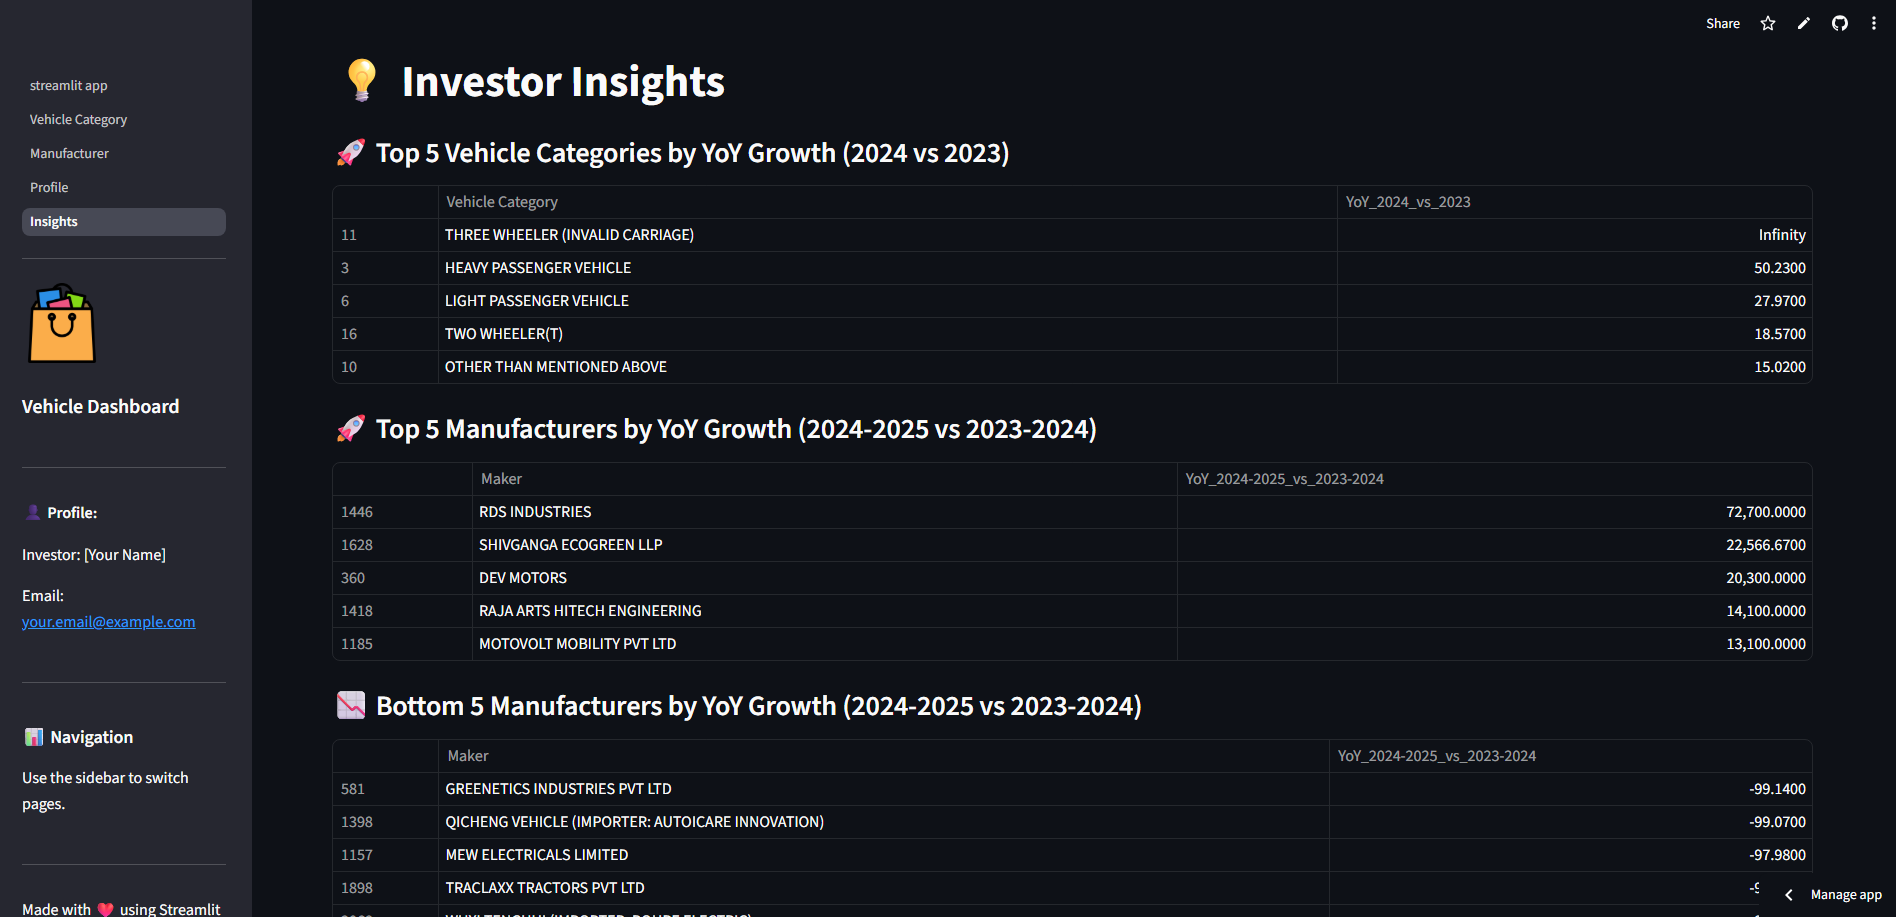 Share
streamlit app
Vehicle Category
Manufacturer
Profile
Insights
Vehicle Dashboard
Profile:
Investor: [Your Name]
Email:
your.email@example.com
Navigation
Use the sidebar to switch
pages.
Made with ❤️ using Streamlit
Investor Insights
Top 5 Vehicle Categories by YoY Growth (2024 vs 2023)
Vehicle Category YoY_2024_vs_2023
11 THREE WHEELER (INVALID CARRIAGE) Infinity
3 HEAVY PASSENGER VEHICLE 50.2300
6 LIGHT PASSENGER VEHICLE 27.9700
16 TWO WHEELER(T) 18.5700
10 OTHER THAN MENTIONED ABOVE 15.0200
Top 5 Manufacturers by YoY Growth (2024-2025 vs 2023-2024)
Maker YoY_2024-2025_vs_2023-2024
1446 RDS INDUSTRIES 72,700.0000
1628 SHIVGANGA ECOGREEN LLP 22,566.6700
360 DEV MOTORS 20,300.0000
1418 RAJA ARTS HITECH ENGINEERING 14,100.0000
1185 MOTOVOLT MOBILITY PVT LTD 13,100.0000
Bottom 5 Manufacturers by YoY Growth (2024-2025 vs 2023-2024)
Maker YoY_2024-2025_vs_2023-2024
581 GREENETICS INDUSTRIES PVT LTD -99.1400
1398 QICHENG VEHICLE (IMPORTER: AUTOICARE INNOVATION) -99.0700
1157 MEW ELECTRICALS LIMITED -97.9800
1898 TRACLAXX TRACTORS PVT LTD
Manage app